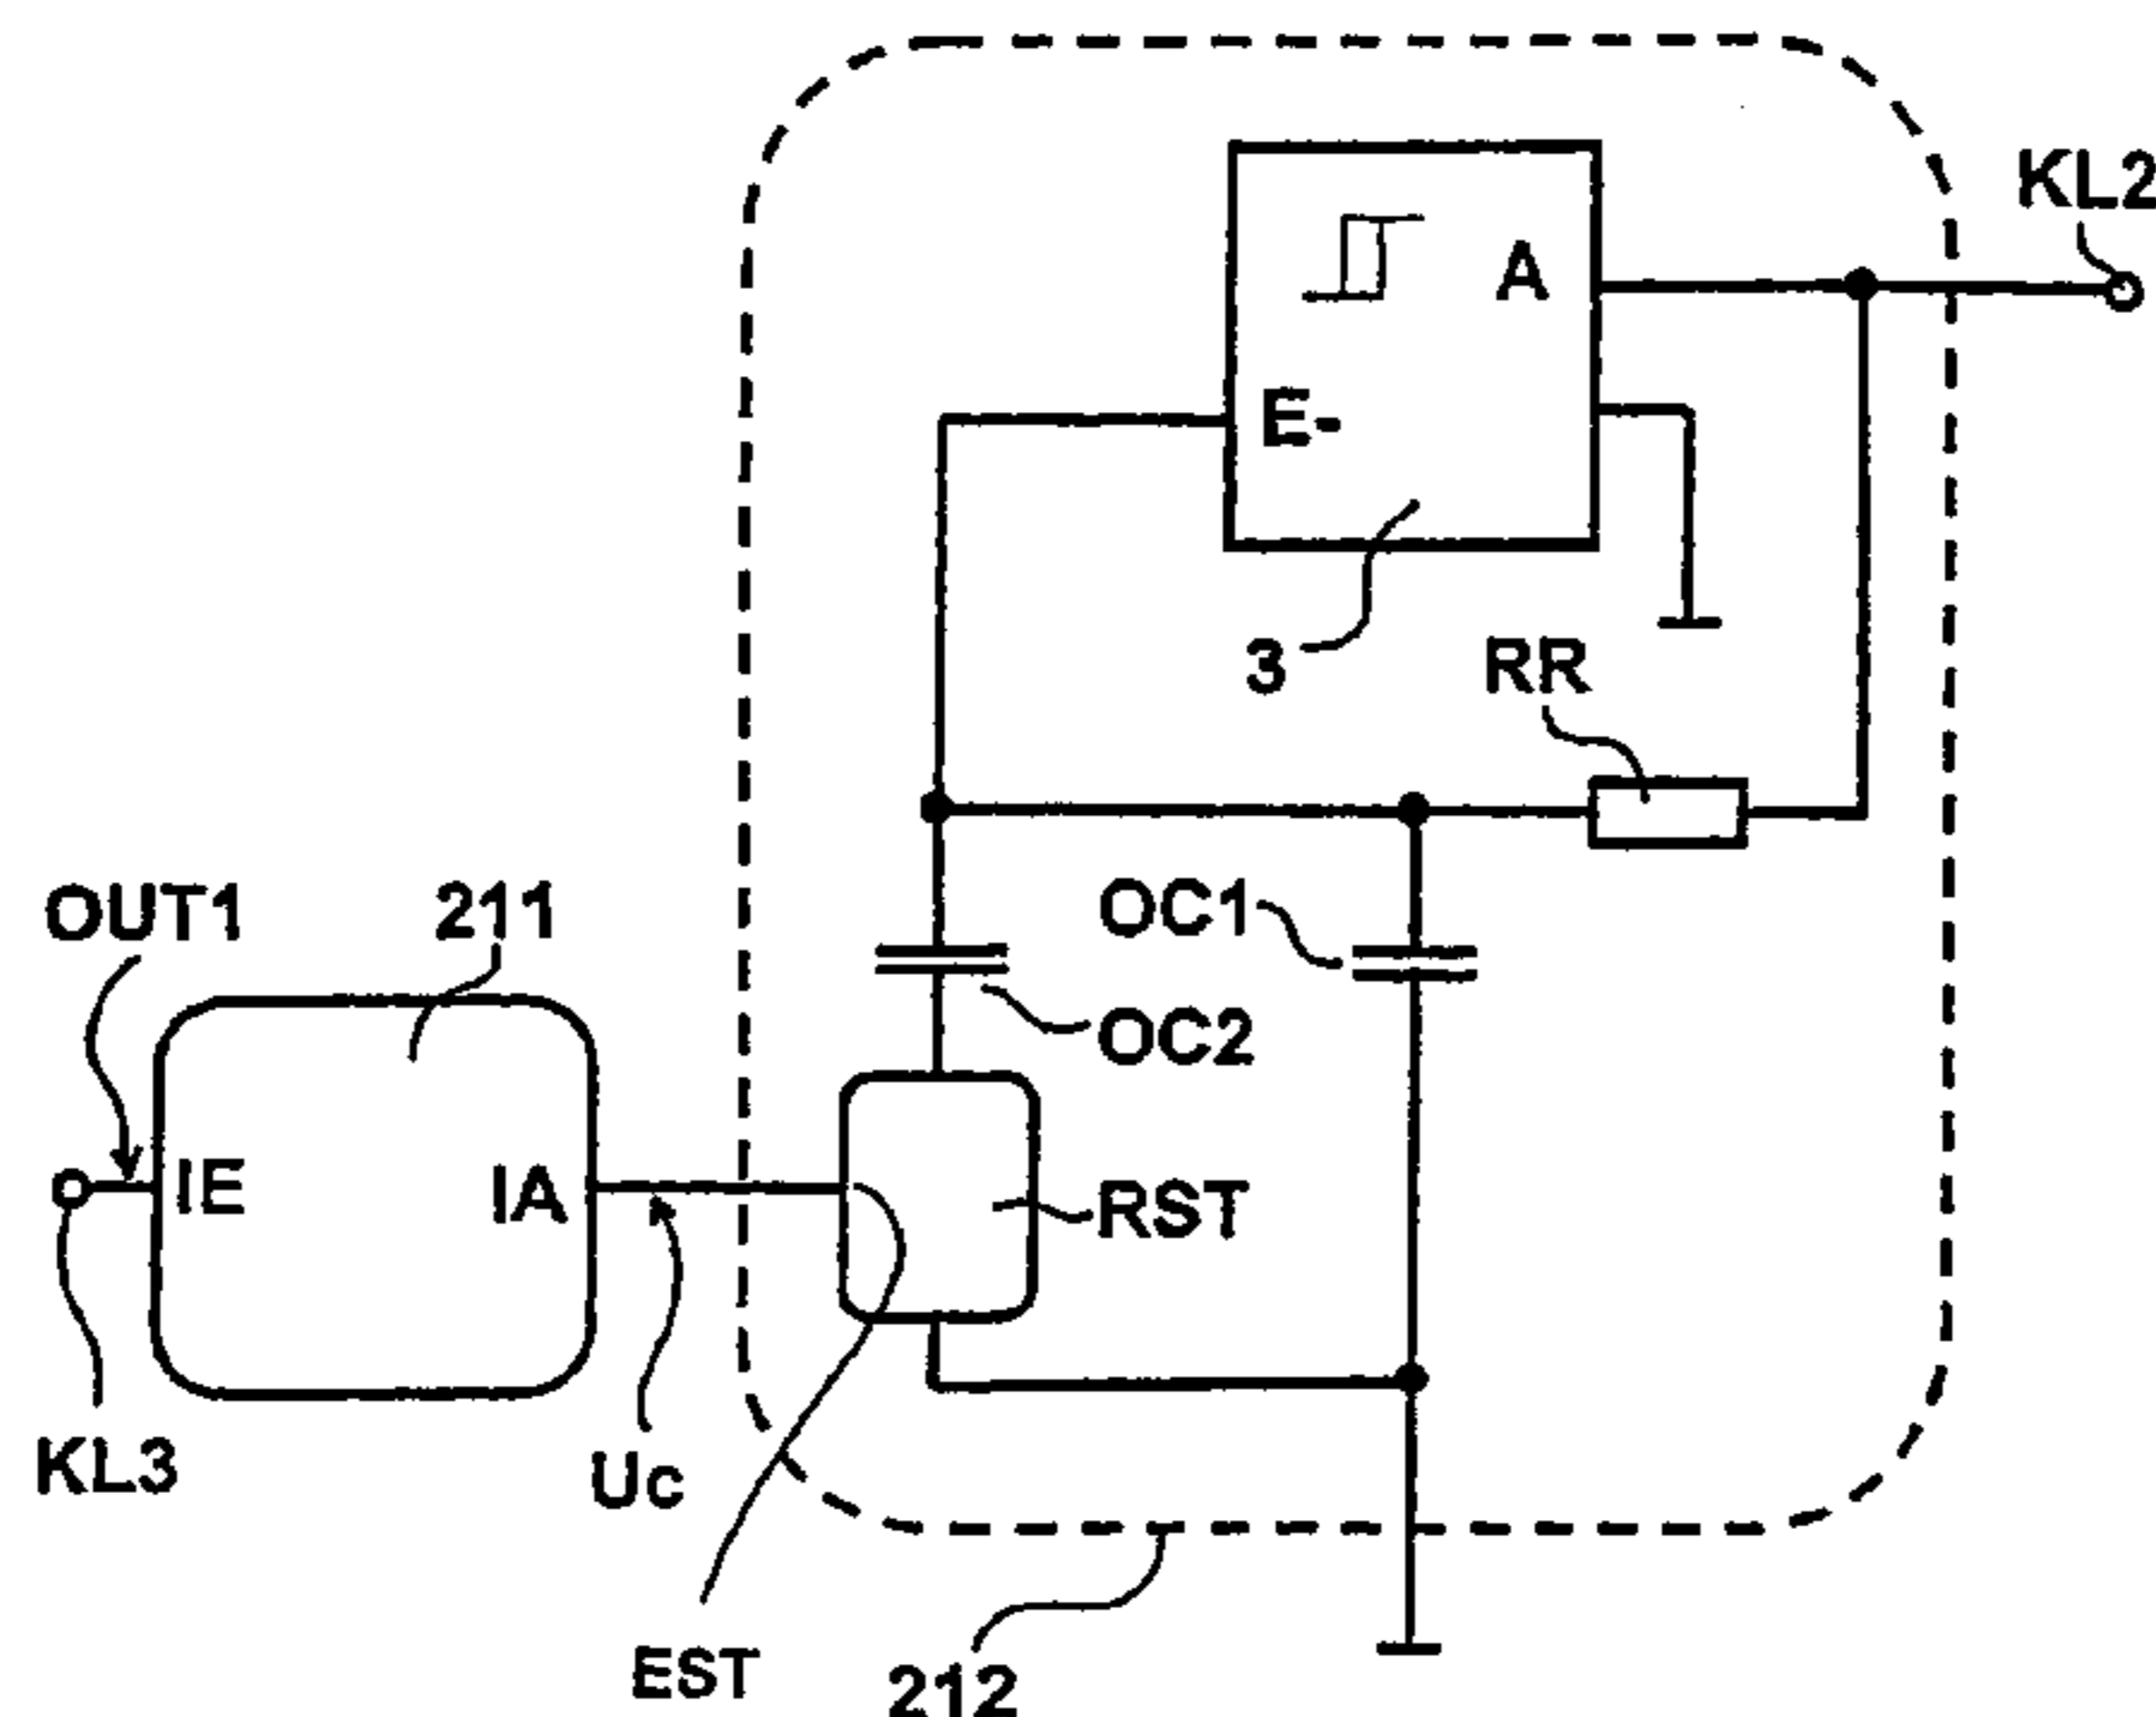 KL2
A
E-
3
RR
OUT1
211
OC1
OC2
IE
IA
RST
KL3
Uc
EST
212